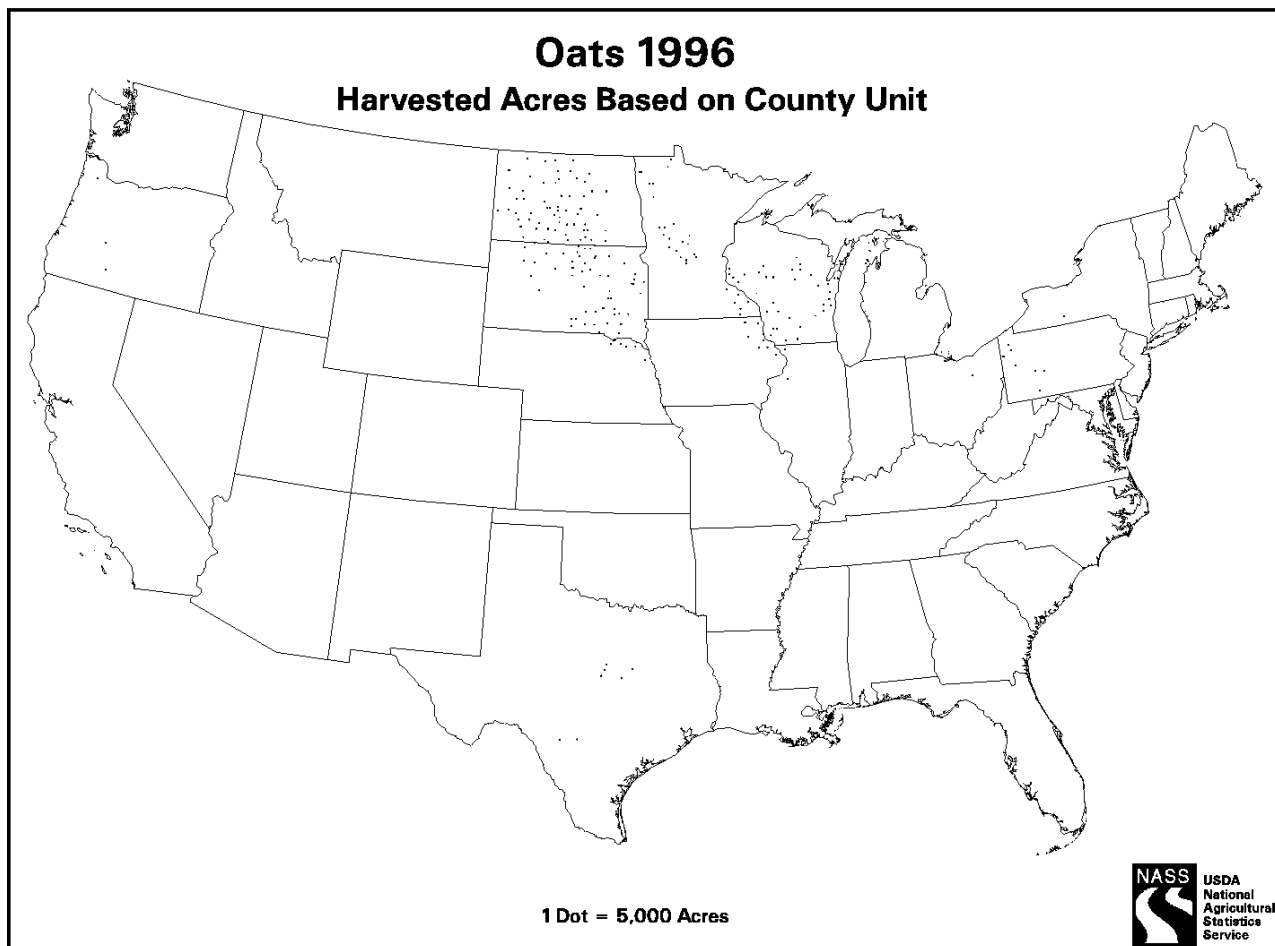 Oats 1996
Harvested Acres Based on County Unit
1 Dot = 5,000 Acres
NASS
USDA
National
Agricultural
Statistics
Service